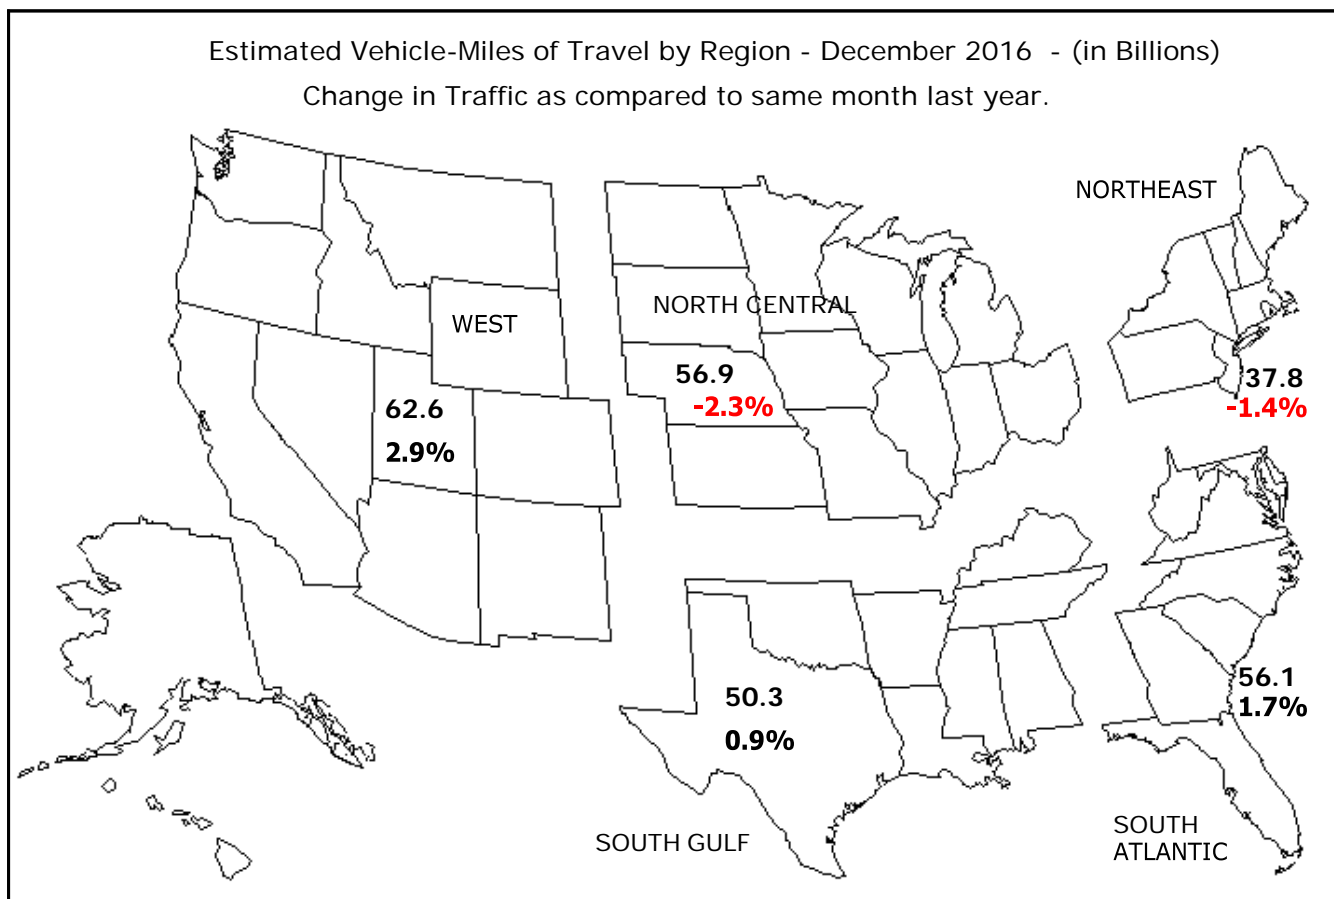 Estimated Vehicle-Miles of Travel by Region - December 2016 - (in Billions)
Change in Traffic as compared to same month last year.
NORTHEAST
NORTH CENTRAL
WEST
56.9
-2.3%
37.8
-1.4%
62.6
2.9%
56.1
1.7%
50.3
0.9%
SOUTH GULF
SOUTH
ATLANTIC